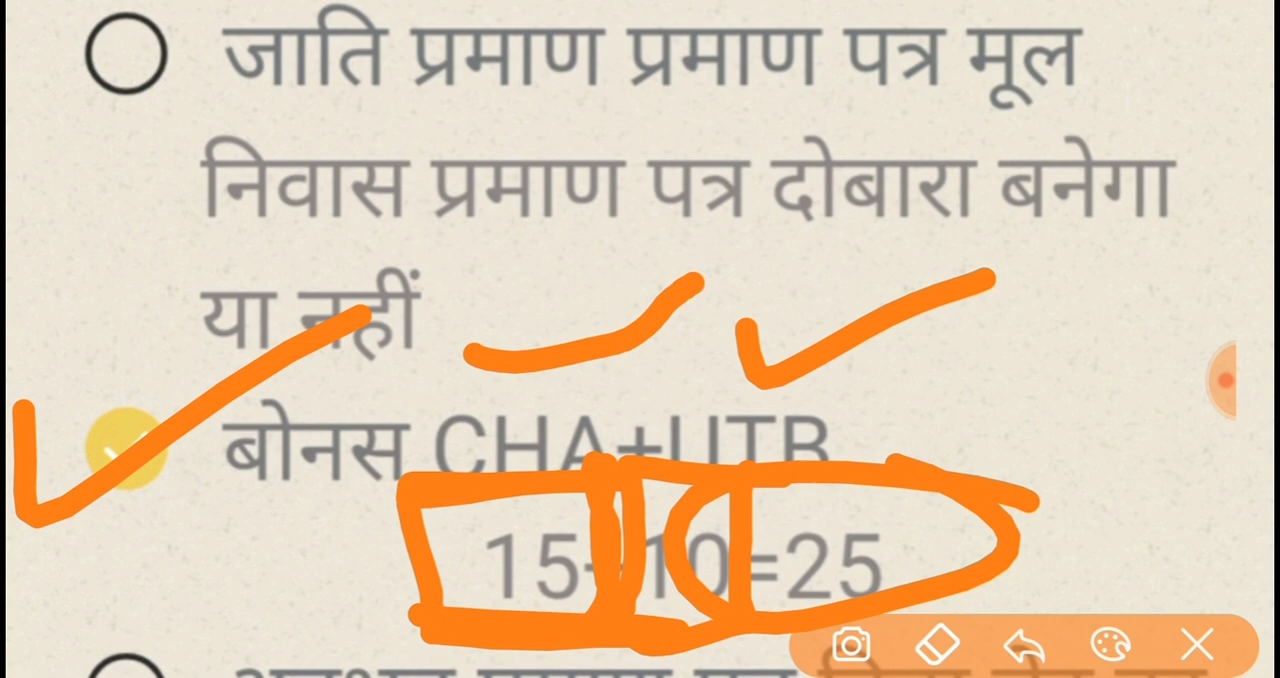 जाति प्रमाण प्रमाण पत्र मूल
निवास प्रमाण पत्र दोबारा बनेगा
या नहीं
बोनस CHA+UTB
15+10=25